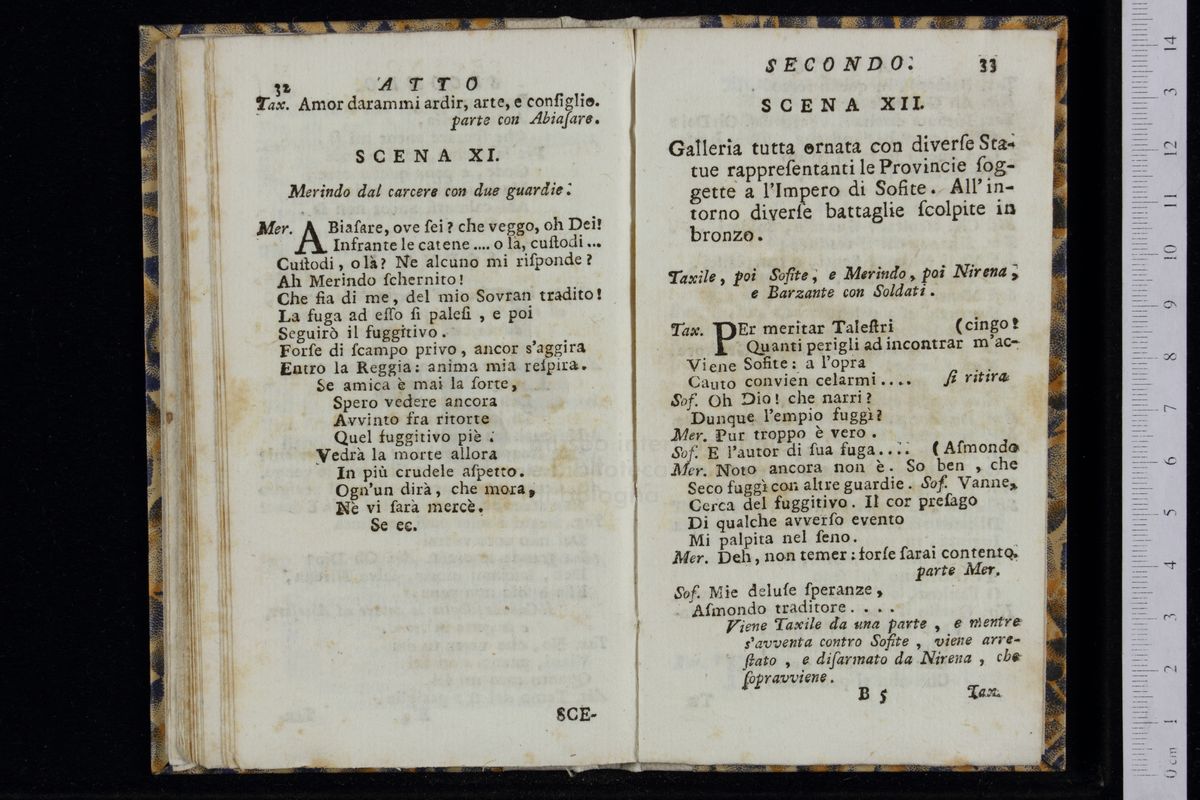 32 ATTO
Tax. Amor darammi ardir, arte, e conſiglio.
parte con Abiaſare.
SCENA XI.
Merindo dal carcere con due guardie.
Mer. ABiaſare, ove ſei? che veggo, oh Dei!
Infrante le catene .... o là, cuſtodi ...
Cuſtodi, olà? Ne alcuno mi riſponde?
Ah Merindo ſchernito!
Che ſia di me, del mio Sovran tradito!
La fuga ad eſſo ſi paleſi , e poi
Seguirò il fuggitivo.
Forſe di ſcampo privo, ancor s'aggira
Entro la Reggia: anima mia reſpira.
Se amica è mai la ſorte,
Spero vedere ancora
Avvinto fra ritorte
Quel fuggitivo piè.
Vedrà la morte allora
In più crudele aſpetto.
Ogn'un dirà, che mora,
Nè vi ſarà mercè.
Se ec.
SCE-
SECONDO. 33
SCENA XII.
Galleria tutta ornata con diverſe Sta-
tue rappreſentanti le Provincie ſog-
gette a l'Impero di Soſite. All'in-
torno diverſe battaglie ſcolpite in
bronzo.
Taxile, poi Soſite, e Merindo, poi Nirena,
e Barzante con Soldati.
Tax. PEr meritar Taleſtri (cingo!
Quanti perigli ad incontrar m'ac-
Viene Soſite: a l'opra
Cauto convien celarmi.... ſi ritira
Sof. Oh Dio! che narri?
Dunque l'empio fuggì?
Mer. Pur troppo è vero.
Sof. E l'autor di ſua fuga.... (Aſmondo
Mer. Noto ancora non è. So ben , che
Seco fuggì con altre guardie. Sof. Vanne,
Cerca del fuggitivo. Il cor preſago
Di qualche avverſo evento
Mi palpita nel ſeno.
Mer. Deh, non temer: forſe ſarai contento.
parte Mer.
Sof. Mie deluſe ſperanze,
Aſmondo traditore....
Viene Taxile da una parte , e mentre
s'avventa contro Soſite , viene arre-
ſtato , e diſarmato da Nirena , che
ſopravviene.
B 5 Tax.